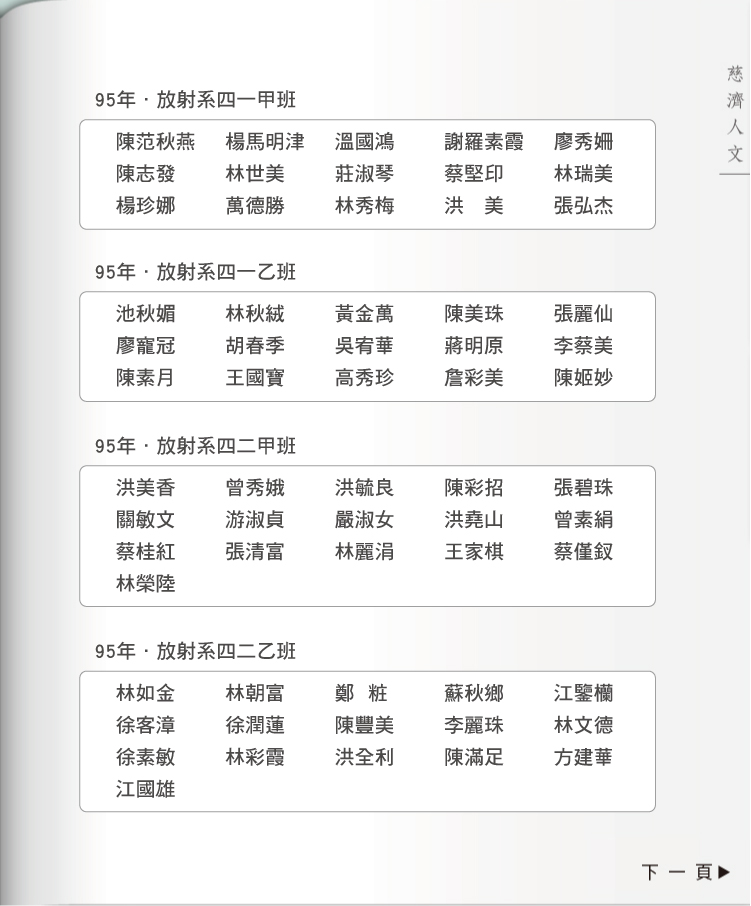 慈濟人文
95年．放射系四一甲班
陳范秋燕 楊馬明津 溫國鴻 謝羅素霞 廖秀姍
陳志發 林世美 莊淑琴 蔡堅印 林瑞美
楊珍娜 萬德勝 林秀梅 洪　美 張弘杰
95年．放射系四一乙班
池秋媚 林秋絨 黃金萬 陳美珠 張麗仙
廖寵冠 胡春季 吳宥華 蔣明原 李蔡美
陳素月 王國寶 高秀珍 詹彩美 陳姬妙
95年．放射系四二甲班
洪美香 曾秀娥 洪毓良 陳彩招 張碧珠
關敏文 游淑貞 嚴淑女 洪堯山 曾素絹
蔡桂紅 張清富 林麗涓 王家棋 蔡僅釵
林榮陸
95年．放射系四二乙班
林如金 林朝富 鄭　粧 蘇秋鄉 江鑒欄
徐客漳 徐潤蓮 陳豐美 李麗珠 林文德
徐素敏 林彩霞 洪全利 陳滿足 方建華
江國雄
下一頁▶